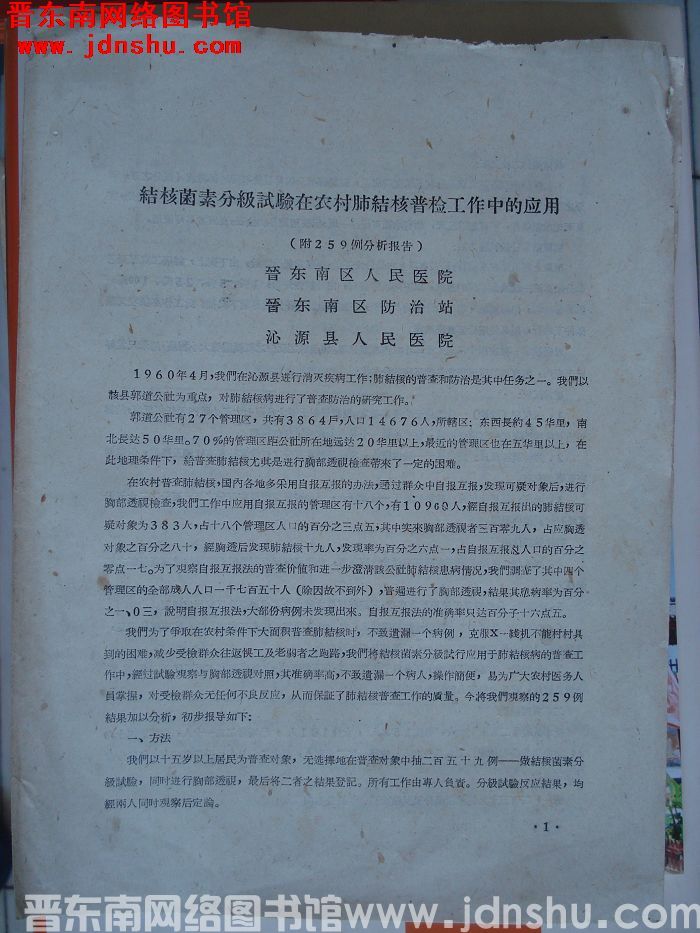 晋东南网络图书馆
www.jdnshu.com
結核菌素分級試驗在农村肺結核普检工作中的应用
（附259例分析报告）
晉东南区人民医院
晉东南区防治站
沁源县人民医院
1960年4月，我們在沁源县进行消灭疾病工作；肺結核的普查和防治是其中任务之一。我們以
該县郭道公社为重点，对肺結核病进行了普查防治的研究工作。
郭道公社有27个管理区，共有3864戶，人口14676人，所轄区；东西長約45华里，南
北長达50华里。70%的管理区距公社所在地远达20华里以上，最近的管理区也在五华里以上，在
此地理条件下，給普查肺結核尤其是进行胸部透視檢查帶來了一定的困难。
在农村普查肺結核，国內各地多采用自报互报的办法，通过群众中自报互报，发现可疑对象后，进行
胸部透視檢查，我們工作中应用自报互报的管理区有十八个，有10960人，經自报互报出的肺結核可
疑对象为383人，占十八个管理区人口的百分之三点五，其中实來胸部透視者三百零九人，占应胸透
对象之百分之八十，經胸透后发现肺結核十九人，发现率为百分之六点一，占自报互报总人口的百分之
零点一七。为了观察自报互报法的普查价值和进一步澄清該公社肺結核患病情况，我們調查了其中四个
管理区的全部成人人口一千七百五十人（除因故不到外），普遍进行了胸部透視，結果其患病率为百分
之一、〇三，說明自报互报法，大部份病例未发现出來。自报互报法的准确率只达百分子十六点五。
我們为了爭取在农村条件下大面积普查肺結核时，不致遺漏一个病例，克服X一綫机不能村村具
到的困难，减少受檢群众往返候工及老弱者之跑路，我們將結核菌素分級試行应用于肺結核病的普查工
作中，經过試驗观察与胸部透視对照，其准确率高，不致遺漏一个病人，操作簡便，易为广大农村医务人
員掌握，对受檢群众无任何不良反应，从而保証了肺結核普查工作的質量。今將我們观察的259例
結果加以分析，初步报导如下：
一、方法
我們以十五岁以上居民为普查对象，无选擇地在普查对象中抽二百五十九例——做結核菌素分
級試驗，同时进行胸部透視，最后將二者之結果登記。所有工作由專人負責。分級試驗反应結果，均
經兩人同时观察后定論。
·1·
晋东南网络图书馆 www.jdnshu.com